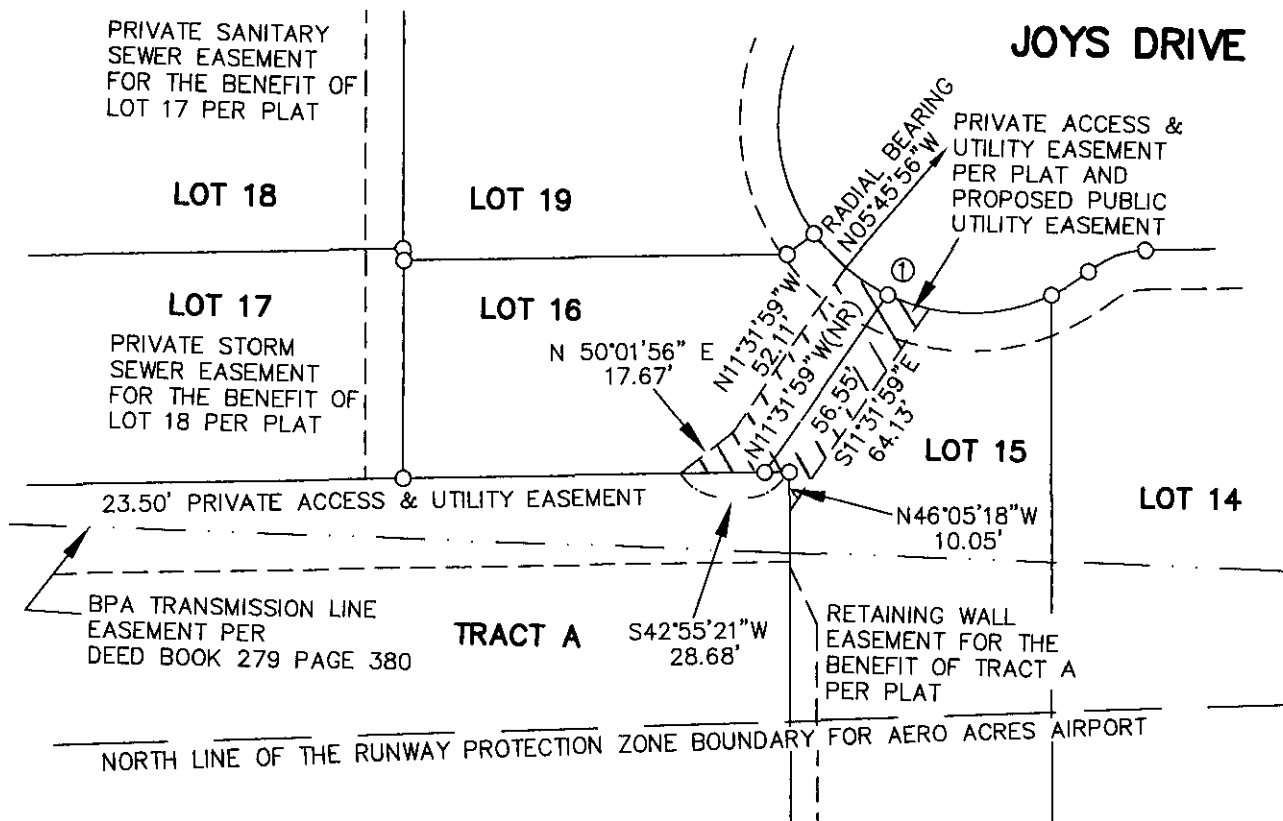 PRIVATE SANITARY
SEWER EASEMENT
FOR THE BENEFIT OF
LOT 17 PER PLAT
JOYS DRIVE
RADIAL BEARING
N05°45'56"W
PRIVATE ACCESS &
UTILITY EASEMENT
PER PLAT AND
PROPOSED PUBLIC
UTILITY EASEMENT
LOT 18
LOT 19
1
LOT 17
LOT 16
PRIVATE STORM
SEWER EASEMENT
FOR THE BENEFIT OF
LOT 18 PER PLAT
N 50°01'56" E
17.67'
N11°31'59"W
52.11'
N11°31'59"W(NR)
56.55'
S11°31'59"E
64.13'
LOT 15
LOT 14
23.50' PRIVATE ACCESS & UTILITY EASEMENT
N46°05'18"W
10.05'
BPA TRANSMISSION LINE
EASEMENT PER
DEED BOOK 279 PAGE 380
TRACT A
S42°55'21"W
28.68'
RETAINING WALL
EASEMENT FOR THE
BENEFIT OF TRACT A
PER PLAT
NORTH LINE OF THE RUNWAY PROTECTION ZONE BOUNDARY FOR AERO ACRES AIRPORT